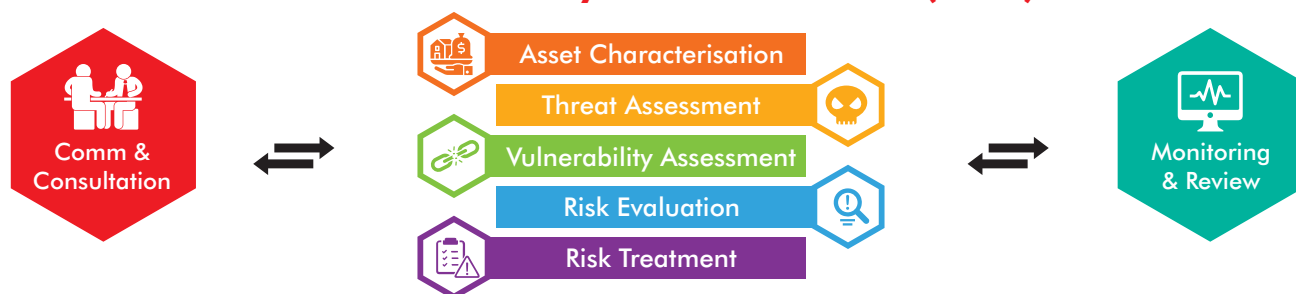 Comm &
Consultation
Asset Characterisation
Threat Assessment
Vulnerability Assessment
Risk Evaluation
Risk Treatment
Monitoring
& Review